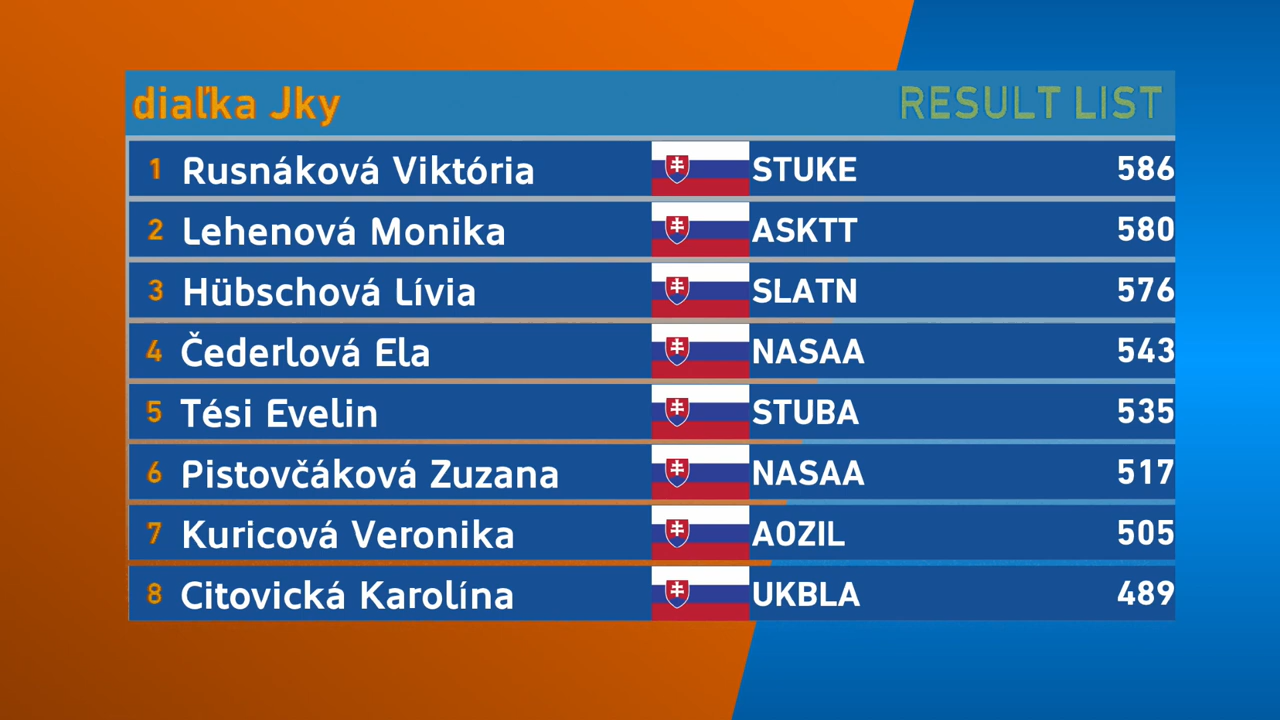 diaľka Jky RESULT LIST
1 Rusnáková Viktória STUKE 586
2 Lehenová Monika ASKTT 580
3 Hübschová Lívia SLATN 576
4 Čederlová Ela NASAA 543
5 Tési Evelin STUBA 535
6 Pistovčáková Zuzana NASAA 517
7 Kuricová Veronika AOZIL 505
8 Citovická Karolína UKBLA 489